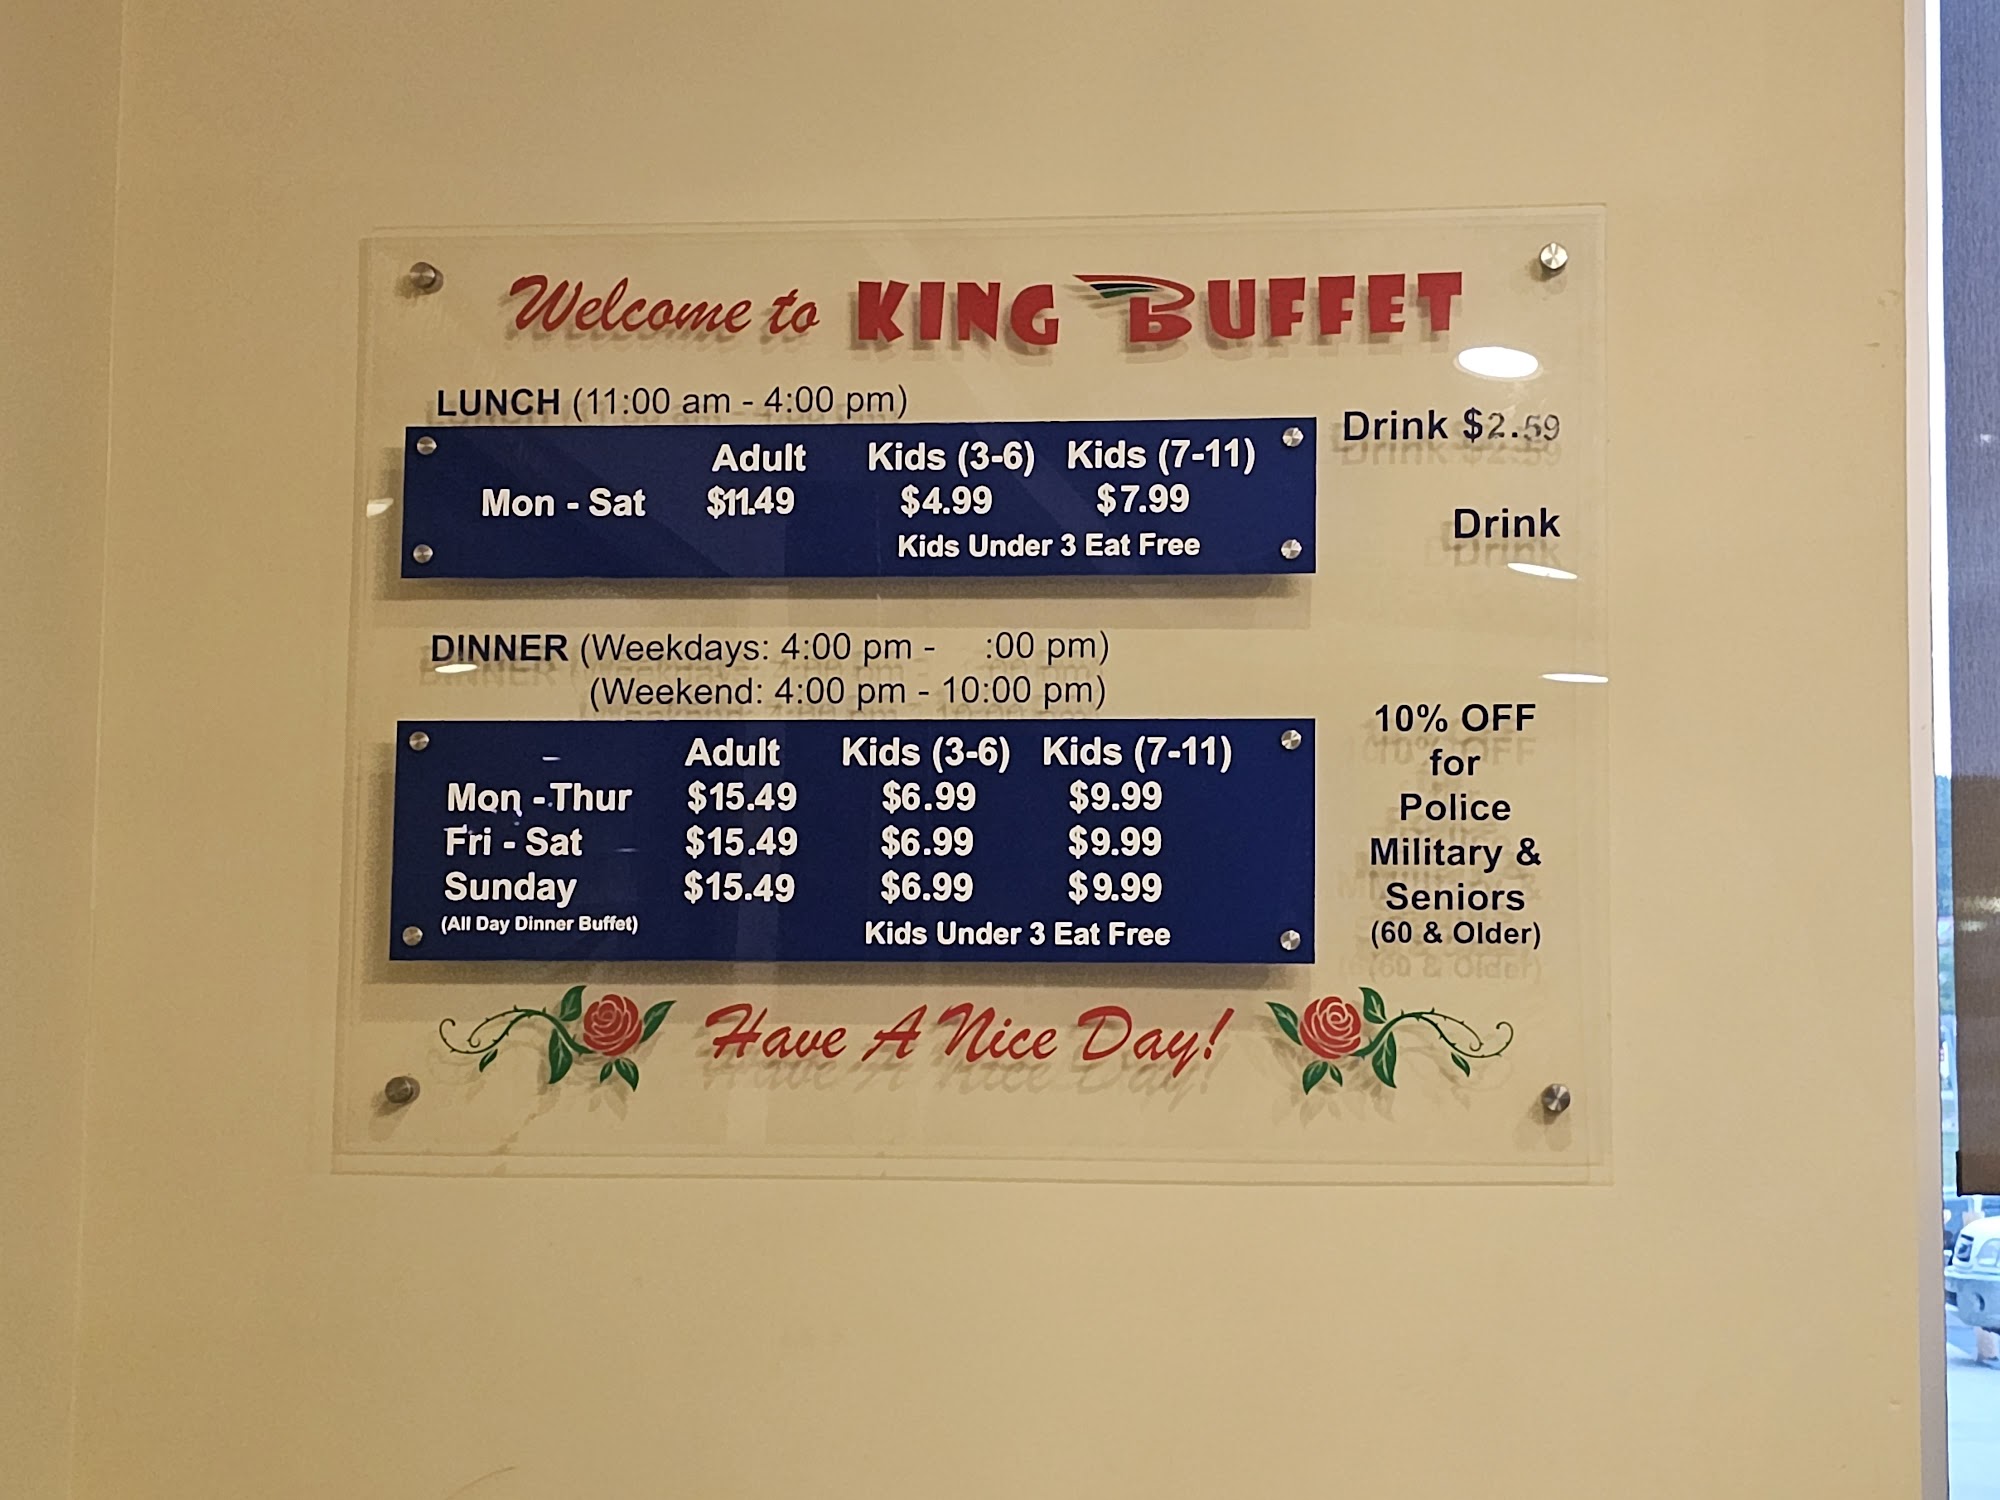 Welcome to KING BUFFET
LUNCH (11:00 am - 4:00 pm)
Adult Kids (3-6) Kids (7-11)
Mon - Sat $11.49 $4.99 $7.99
Kids Under 3 Eat Free
Drink $2.59
Drink
DINNER (Weekdays: 4:00 pm - :00 pm)
(Weekend: 4:00 pm - 10:00 pm)
Adult Kids (3-6) Kids (7-11)
Mon -Thur $15.49 $6.99 $9.99
Fri - Sat $15.49 $6.99 $9.99
Sunday $15.49 $6.99 $9.99
(All Day Dinner Buffet)
Kids Under 3 Eat Free
10% OFF
for
Police
Military &
Seniors
(60 & Older)
Have A Nice Day!